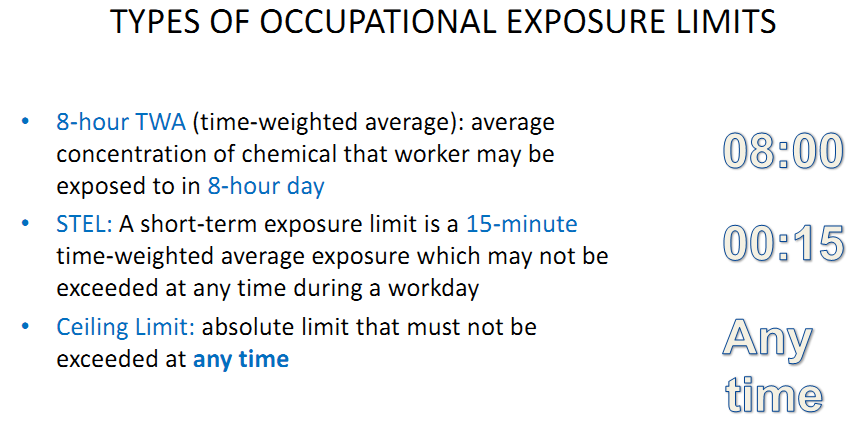 TYPES OF OCCUPATIONAL EXPOSURE LIMITS
• 8-hour TWA (time-weighted average): average
concentration of chemical that worker may be
exposed to in 8-hour day
08:00
• STEL: A short-term exposure limit is a 15-minute
time-weighted average exposure which may not be
exceeded at any time during a workday
00:15
• Ceiling Limit: absolute limit that must not be
exceeded at any time
Any
time